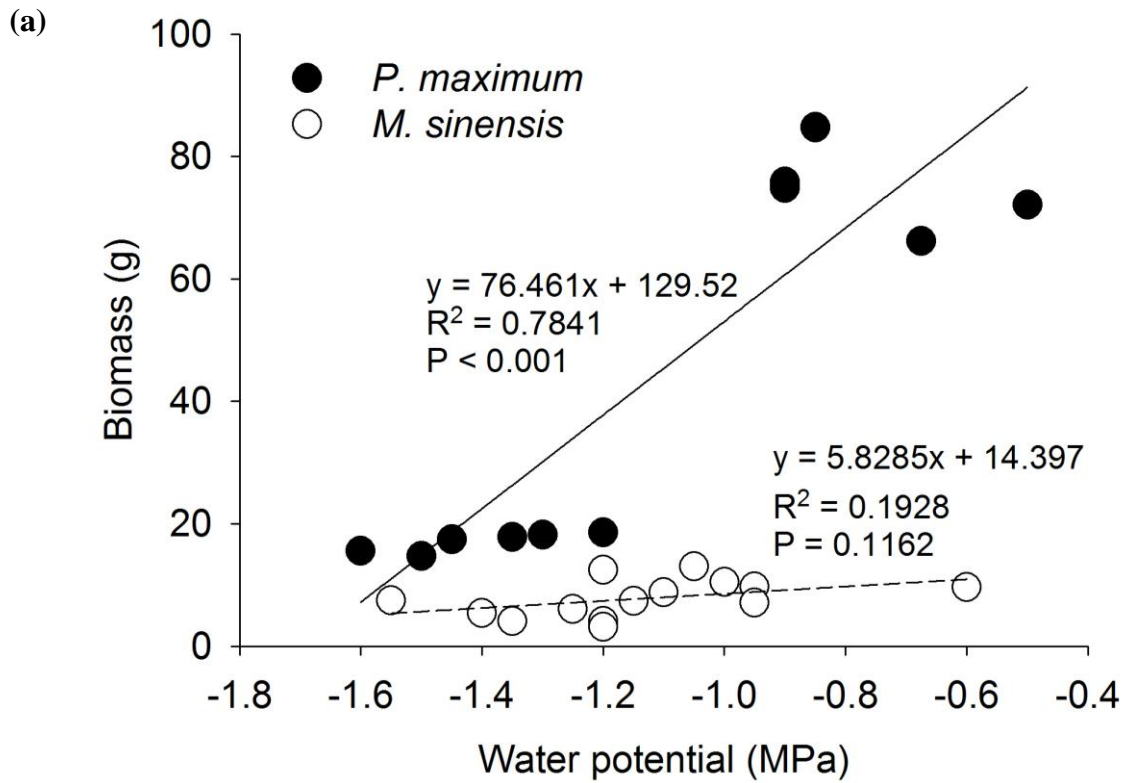 (a)
100
80
60
40
20
0
Biomass (g)
P. maximum
M. sinensis
y = 76.461x + 129.52
R² = 0.7841
P < 0.001
y = 5.8285x + 14.397
R² = 0.1928
P = 0.1162
-1.8 -1.6 -1.4 -1.2 -1.0 -0.8 -0.6 -0.4
Water potential (MPa)